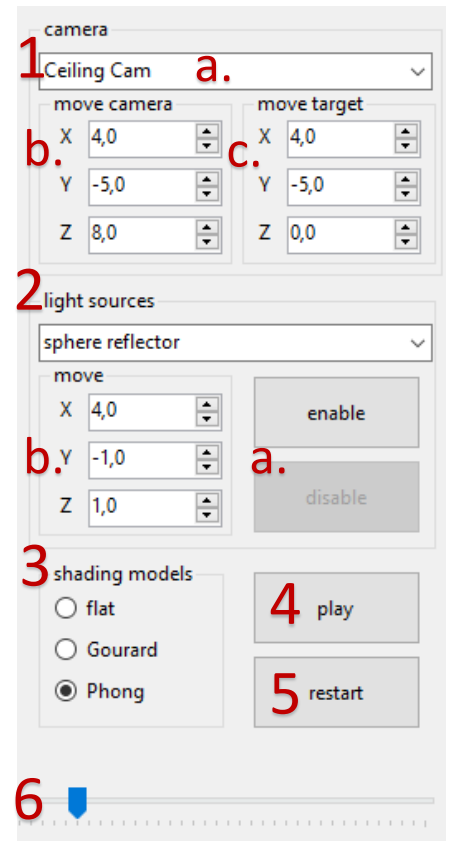 camera
1
Ceiling Cam a.
move camera move target
b. X 4,0 c. X 4,0
Y -5,0 Y -5,0
Z 8,0 Z 0,0
2 light sources
sphere reflector
move
X 4,0 enable
b. Y -1,0 a.
Z 1,0 disable
3 shading models
flat 4 play
Gourard
Phong 5 restart
6